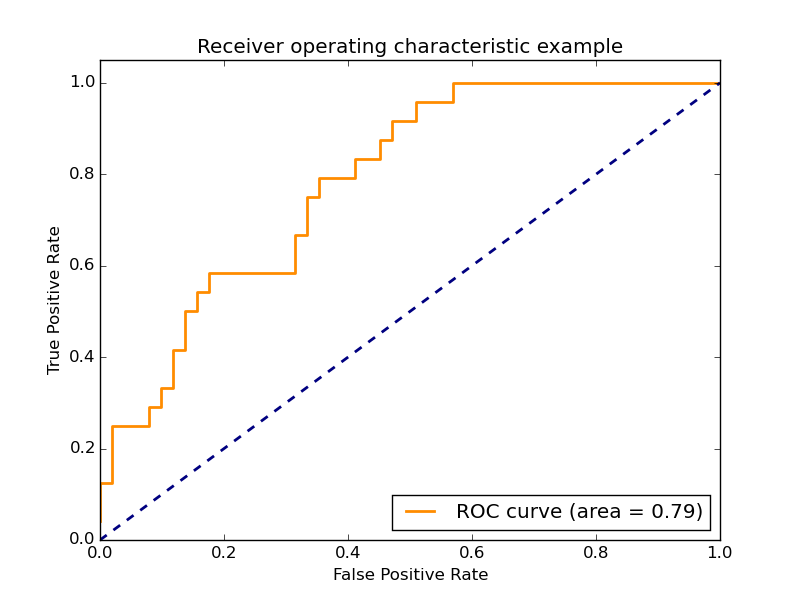 Receiver operating characteristic example
1.0
0.8
0.6
0.4
0.2
0.0
True Positive Rate
ROC curve (area = 0.79)
0.0 0.2 0.4 0.6 0.8 1.0
False Positive Rate